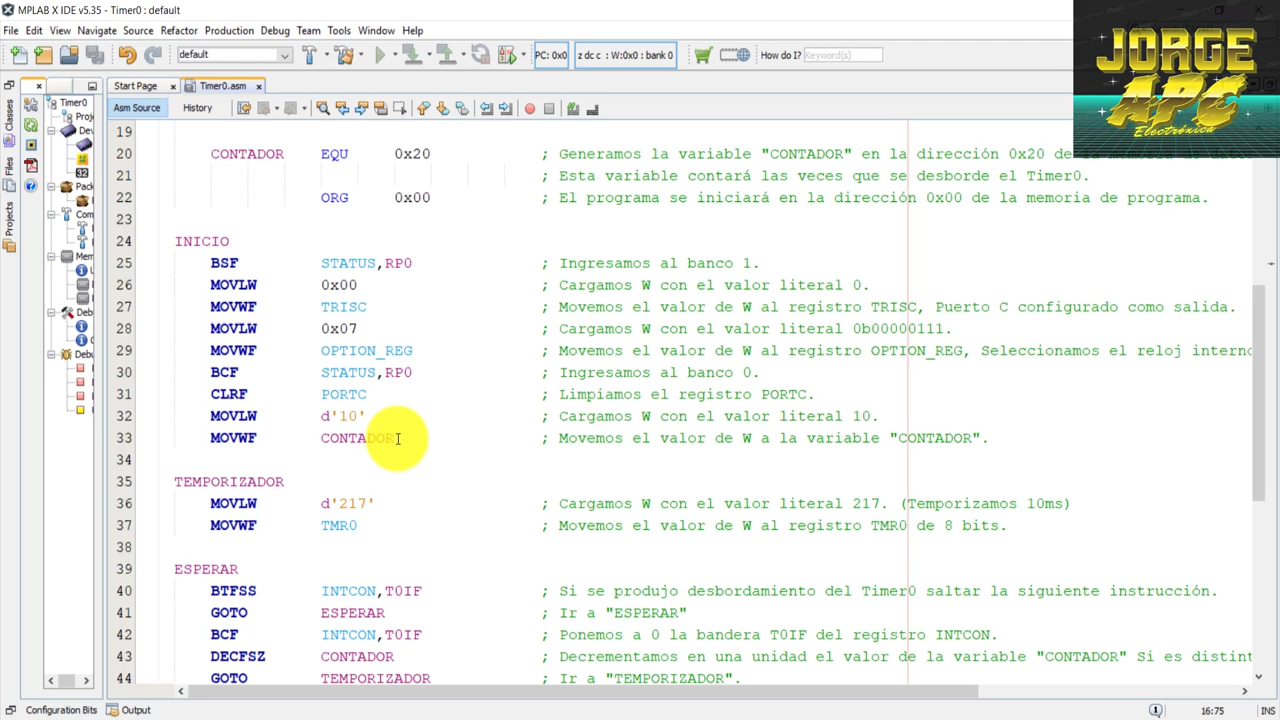 MPLAB X IDE v5.35 - Timer0 : default
File Edit View Navigate Source Refactor Production Debug Team Tools Window Help
default PC: 0x0 z dc c : W:0x0 : bank 0 How do I? Keyword(s)
JORGE
APC
Electrónica
Start Page Timer0.asm
Asm Source History
Classes
Files
Projects
Timer0
Proje
Dev
32
Pack
Com
Mem
Debu
Debu
19
20 CONTADOR EQU 0x20 ; Generamos la variable "CONTADOR" en la dirección 0x20 de
21 ; Esta variable contará las veces que se desborde el Timer0.
22 ORG 0x00 ; El programa se iniciará en la dirección 0x00 de la memoria de programa.
23
24 INICIO
25 BSF STATUS,RP0 ; Ingresamos al banco 1.
26 MOVLW 0x00 ; Cargamos W con el valor literal 0.
27 MOVWF TRISC ; Movemos el valor de W al registro TRISC, Puerto C configurado como salida.
28 MOVLW 0x07 ; Cargamos W con el valor literal 0b00000111.
29 MOVWF OPTION_REG ; Movemos el valor de W al registro OPTION_REG, Seleccionamos el reloj interno
30 BCF STATUS,RP0 ; Ingresamos al banco 0.
31 CLRF PORTC ; Limpiamos el registro PORTC.
32 MOVLW d'10' ; Cargamos W con el valor literal 10.
33 MOVWF CONTADOR ; Movemos el valor de W a la variable "CONTADOR".
34
35 TEMPORIZADOR
36 MOVLW d'217' ; Cargamos W con el valor literal 217. (Temporizamos 10ms)
37 MOVWF TMR0 ; Movemos el valor de W al registro TMR0 de 8 bits.
38
39 ESPERAR
40 BTFSS INTCON,T0IF ; Si se produjo desbordamiento del Timer0 saltar la siguiente instrucción.
41 GOTO ESPERAR ; Ir a "ESPERAR"
42 BCF INTCON,T0IF ; Ponemos a 0 la bandera T0IF del registro INTCON.
43 DECFSZ CONTADOR ; Decrementamos en una unidad el valor de la variable "CONTADOR" Si es distint
44 GOTO TEMPORIZADOR ; Ir a "TEMPORIZADOR".
Configuration Bits Output 16:75 INS